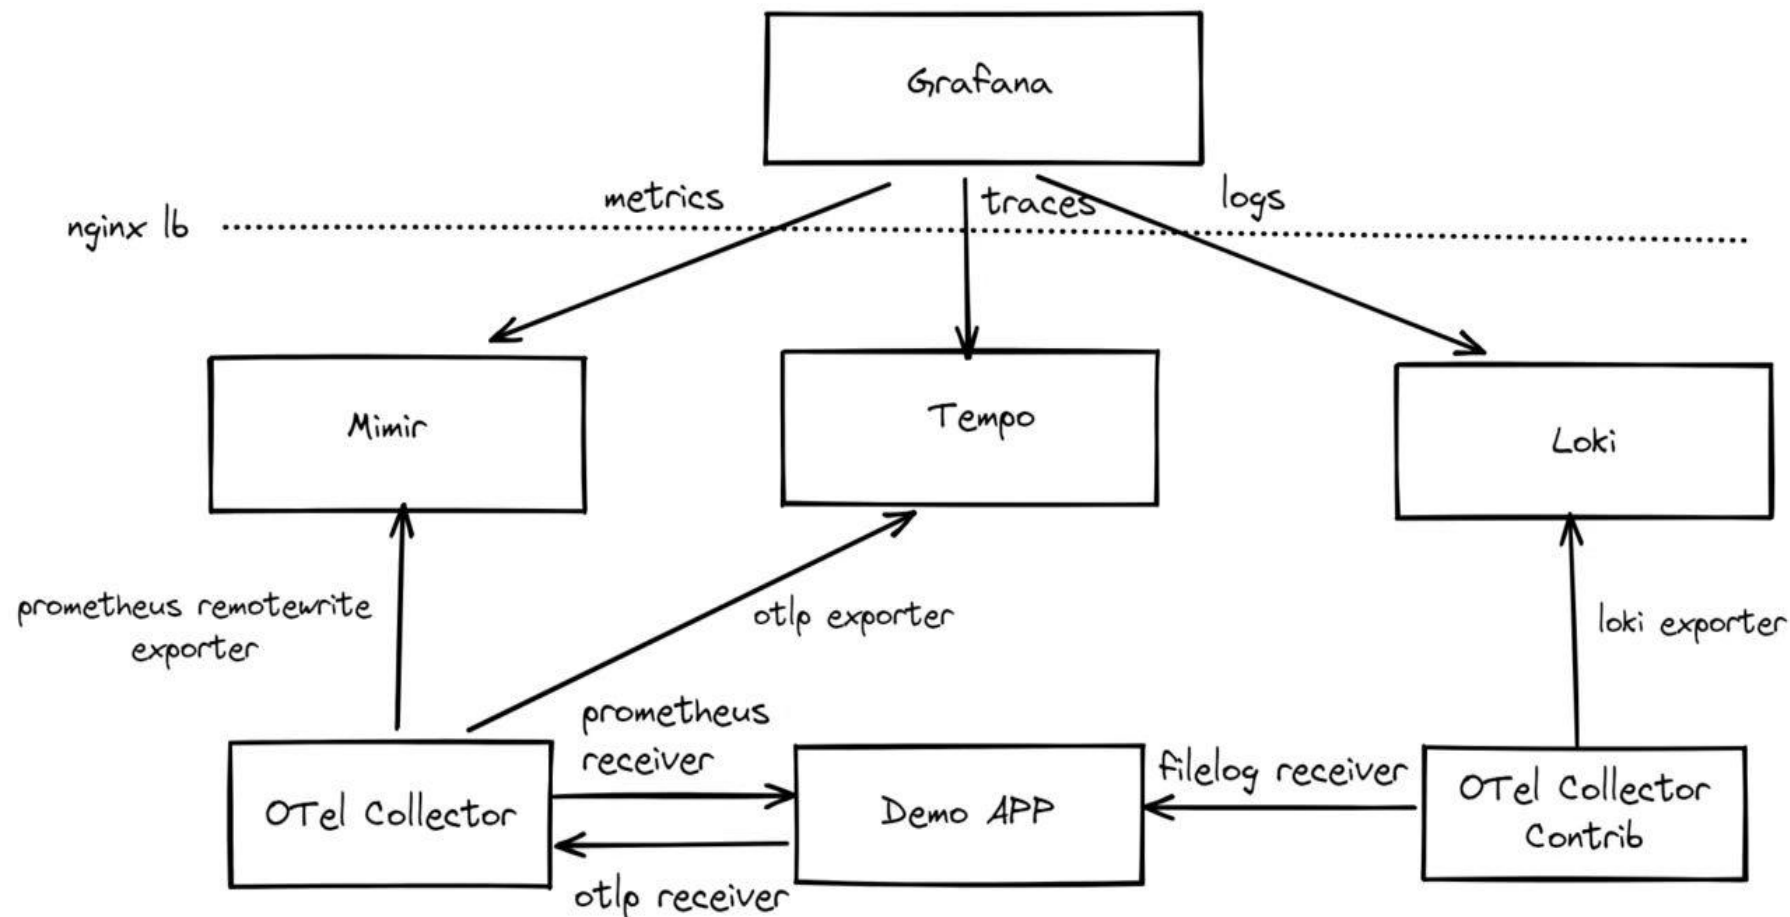 Grafana
metrics
traces
logs
nginx lb
Mimir
Tempo
Loki
prometheus remotewrite
exporter
otlp exporter
loki exporter
prometheus
receiver
OTel Collector
Demo APP
filelog receiver
OTel Collector
Contrib
otlp receiver